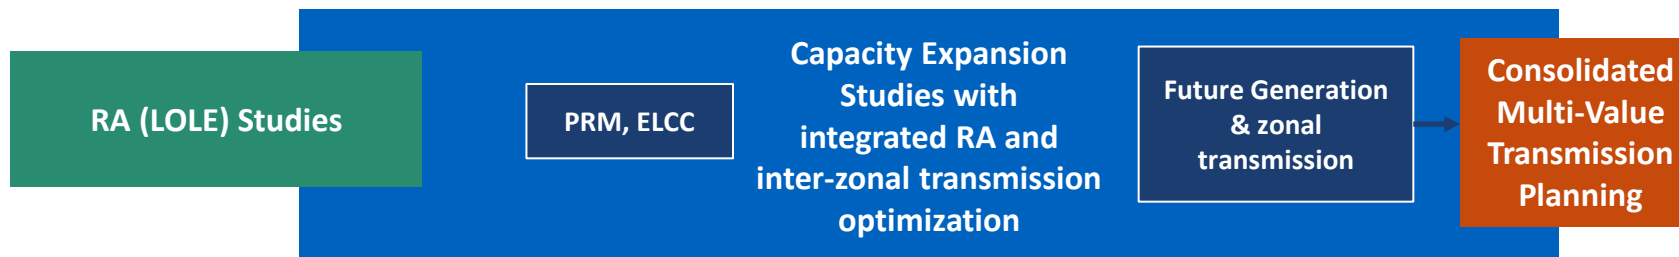 RA (LOLE) Studies
PRM, ELCC
Capacity Expansion
Studies with
integrated RA and
inter-zonal transmission
optimization
Future Generation
& zonal
transmission
Consolidated
Multi-Value
Transmission
Planning